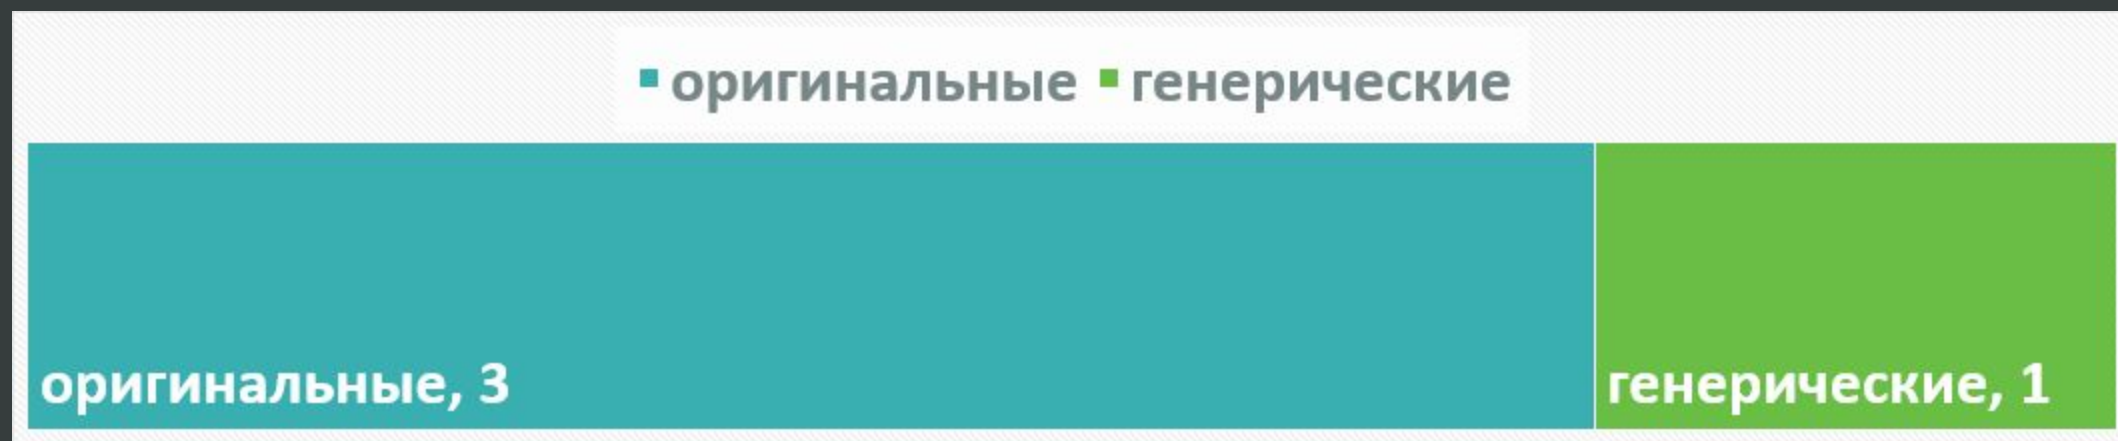 оригинальные генерические
оригинальные, 3
генерические, 1